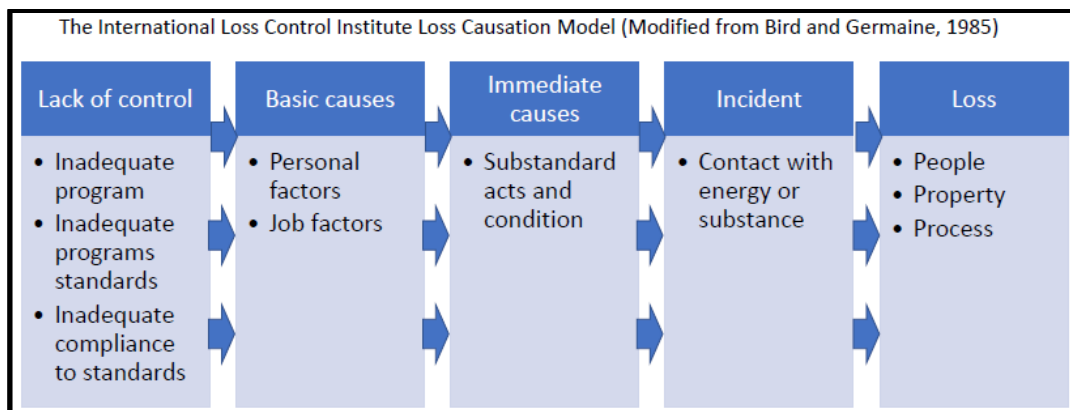 The International Loss Control Institute Loss Causation Model (Modified from Bird and Germaine, 1985)
Lack of control
• Inadequate
program
• Inadequate
programs
standards
• Inadequate
compliance
to standards
Basic causes
• Personal
factors
• Job factors
Immediate
causes
• Substandard
acts and
condition
Incident
• Contact with
energy or
substance
Loss
• People
• Property
• Process